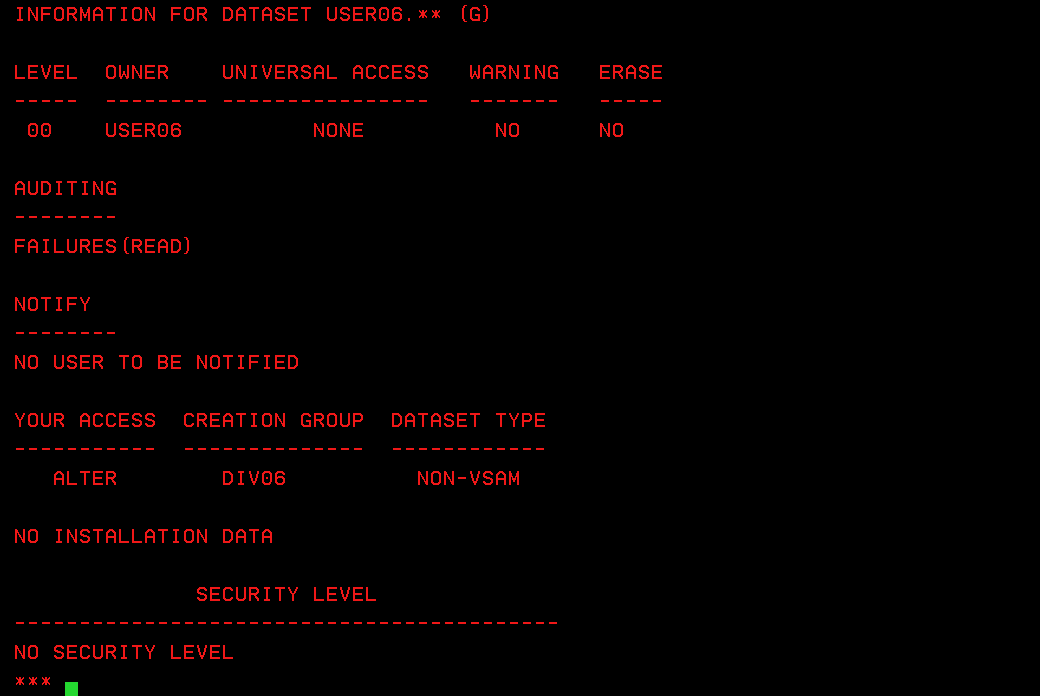 INFORMATION FOR DATASET USER06.** (G)
LEVEL  OWNER    UNIVERSAL ACCESS   WARNING   ERASE
-----  -------- ----------------   -------   -----
 00    USER06          NONE          NO      NO
AUDITING
--------
FAILURES(READ)
NOTIFY
--------
NO USER TO BE NOTIFIED
YOUR ACCESS  CREATION GROUP  DATASET TYPE
-----------  --------------  ------------
   ALTER        DIV06          NON-VSAM
NO INSTALLATION DATA
              SECURITY LEVEL
------------------------------------------
NO SECURITY LEVEL
***